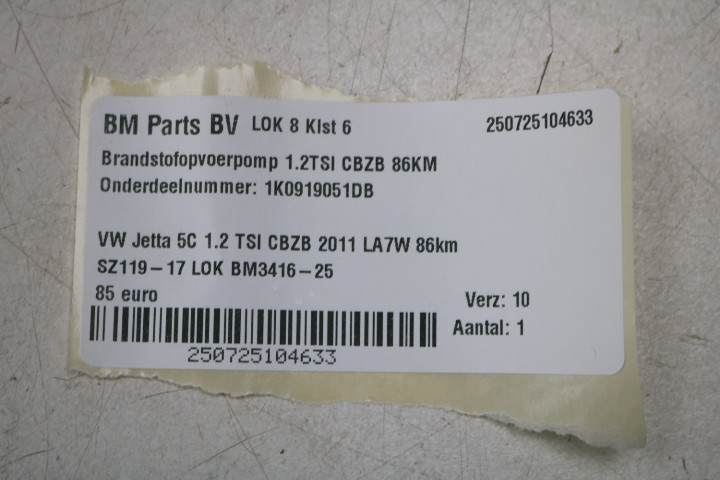 BM Parts BV LOK 8 Klst 6 250725104633
Brandstofopvoerpomp 1.2TSI CBZB 86KM
Onderdeelnummer: 1K0919051DB
VW Jetta 5C 1.2 TSI CBZB 2011 LA7W 86km
SZ119-17 LOK BM3416-25
85 euro Verz: 10
Aantal: 1
250725104633